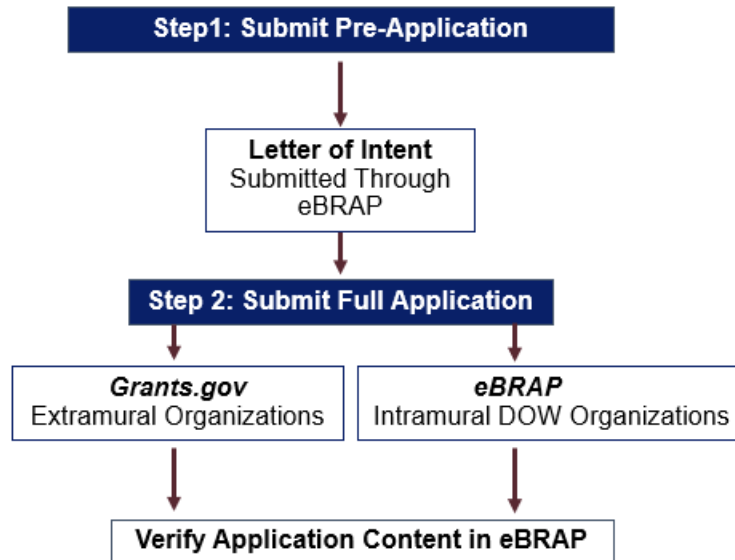 Step1: Submit Pre-Application
Letter of Intent
Submitted Through
eBRAP
Step 2: Submit Full Application
Grants.gov
Extramural Organizations
eBRAP
Intramural DOW Organizations
Verify Application Content in eBRAP